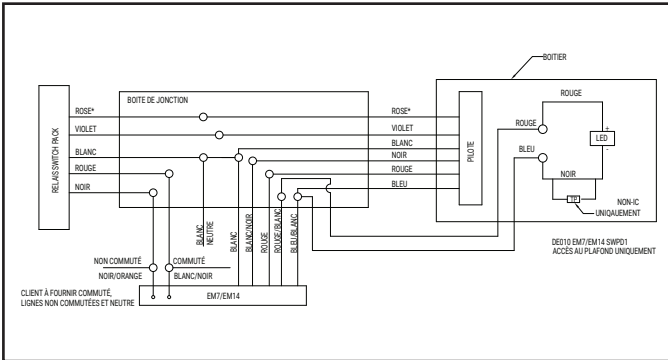 BOITIER
BOITE DE JONCTION
ROUGE
ROSE*
ROSE*
RELAIS SWITCH PACK
VIOLET
VIOLET
PILOTE
ROUGE
+
LED
-
BLANC
BLANC
BLEU
NOIR
ROUGE
ROUGE
NOIR
NOIR
BLEU
TP
NON-IC
UNIQUEMENT
BLANC
NEUTRE
BLANC
BLANC/NOIR
ROUGE
ROUGE/BLANC
BLEU/BLANC
DE010 EM7/EM14 SWPD1
ACCÈS AU PLAFOND UNIQUEMENT
NON COMMUTÉ
COMMUTÉ
NOIR/ORANGE
BLANC/NOIR
CLIENT À FOURNIR COMMUTÉ,
LIGNES NON COMMUTÉES ET NEUTRE
EM7/EM14